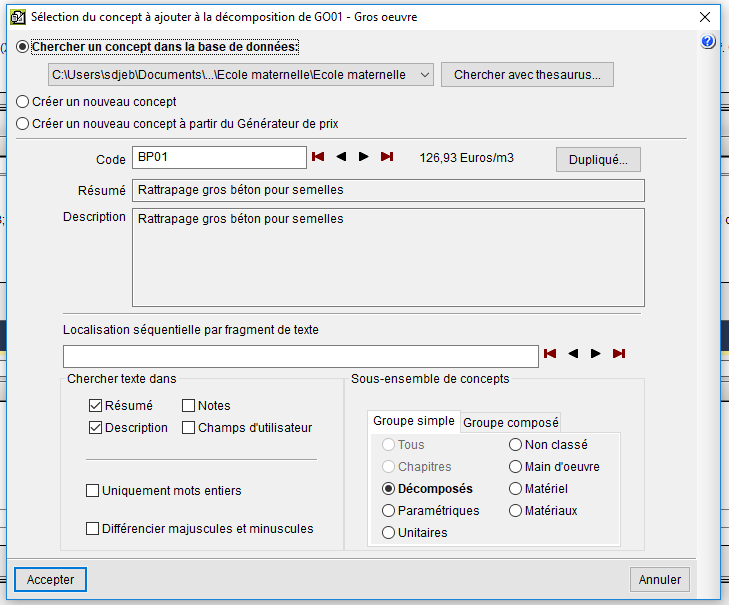 Sélection du concept à ajouter à la décomposition de GO01 - Gros oeuvre
Chercher un concept dans la base de données:
C:\Users\sdjeb\Documents\...\Ecole maternelle\Ecole maternelle
Chercher avec thesaurus...
Créer un nouveau concept
Créer un nouveau concept à partir du Générateur de prix
Code BP01 126,93 Euros/m3 Dupliqué...
Résumé Rattrapage gros béton pour semelles
Description Rattrapage gros béton pour semelles
Localisation séquentielle par fragment de texte
Chercher texte dans
Résumé Notes
Description Champs d'utilisateur
Uniquement mots entiers
Différencier majuscules et minuscules
Sous-ensemble de concepts
Groupe simple Groupe composé
Tous Non classé
Chapitres Main d'oeuvre
Décomposés Matériel
Paramétriques Matériaux
Unitaires
Accepter Annuler